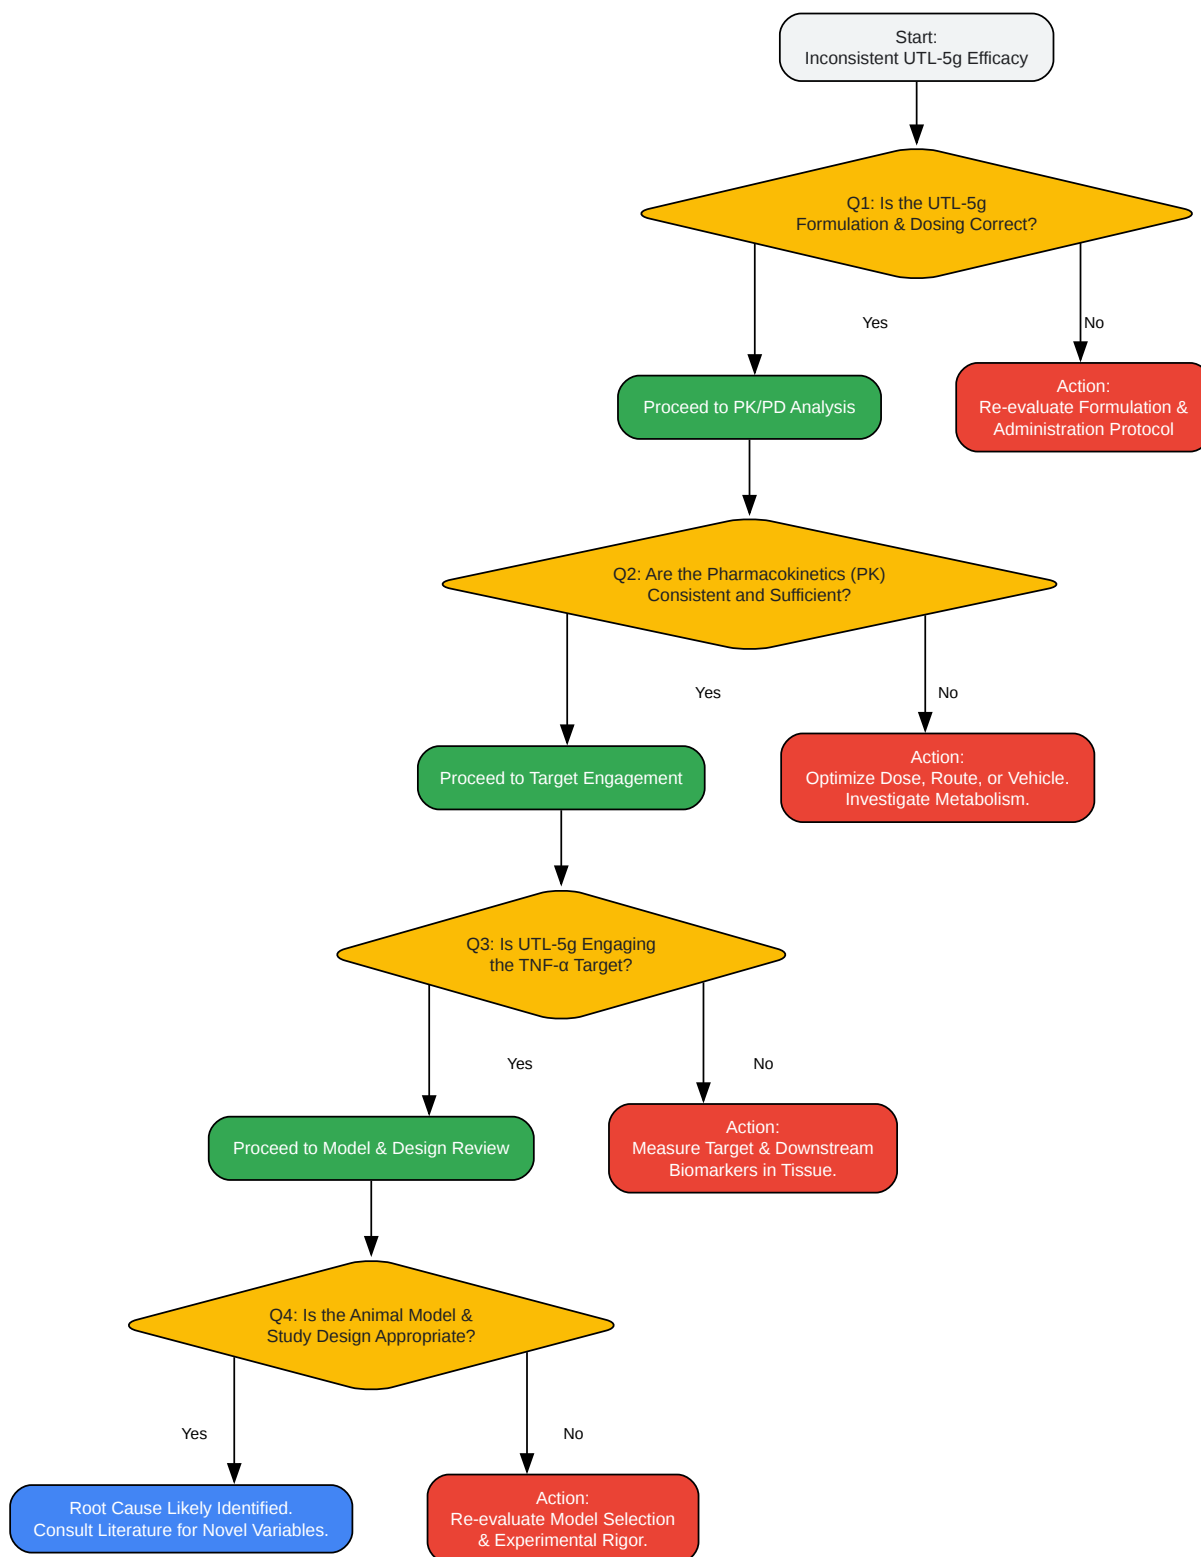 Start:
Inconsistent UTL-5g Efficacy
Q1: Is the UTL-5g
Formulation & Dosing Correct?
Yes
No
Proceed to PK/PD Analysis
Action:
Re-evaluate Formulation &
Administration Protocol
Q2: Are the Pharmacokinetics (PK)
Consistent and Sufficient?
Yes
No
Proceed to Target Engagement
Action:
Optimize Dose, Route, or Vehicle.
Investigate Metabolism.
Q3: Is UTL-5g Engaging
the TNF-α Target?
Yes
No
Proceed to Model & Design Review
Action:
Measure Target & Downstream
Biomarkers in Tissue.
Q4: Is the Animal Model &
Study Design Appropriate?
Yes
No
Root Cause Likely Identified.
Consult Literature for Novel Variables.
Action:
Re-evaluate Model Selection
& Experimental Rigor.